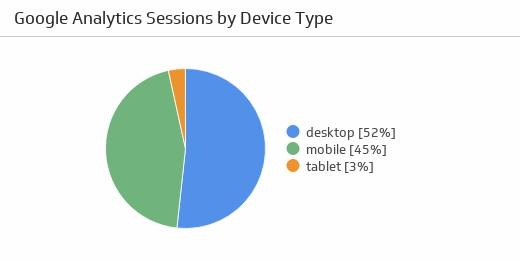 Google Analytics Sessions by Device Type
desktop [52%]
mobile [45%]
tablet [3%]